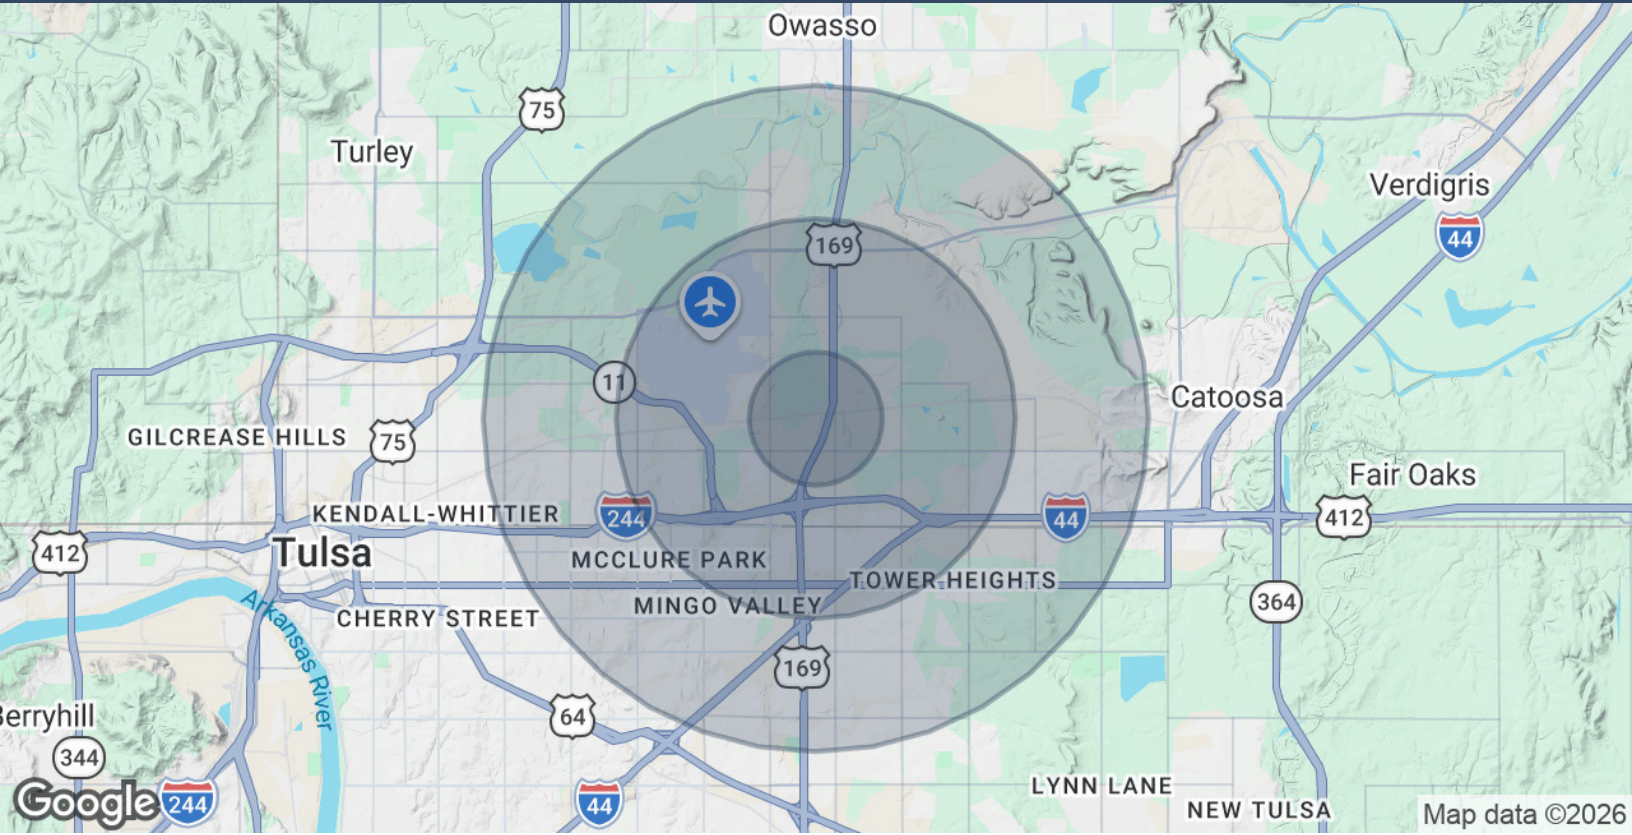 Owasso
75
Turley
Verdigris
169
44
11
Catoosa
GILCREASE HILLS
75
Fair Oaks
KENDALL-WHITTIER
244
44
412
412
Tulsa
MCCLURE PARK
TOWER HEIGHTS
364
MINGO VALLEY
CHERRY STREET
Arkansas River
169
Berryhill
64
344
LYNN LANE
Google
244
44
NEW TULSA
Map data ©2026